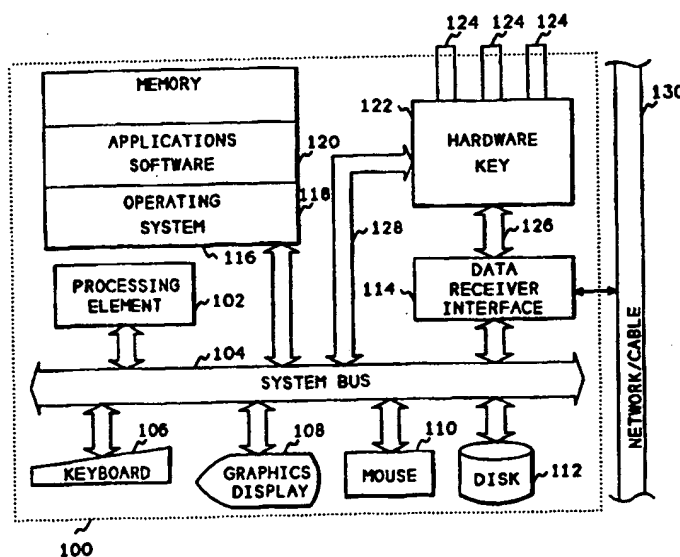 124 124 124
MEMORY
122
130
HARDWARE
KEY
APPLICATIONS
SOFTWARE
120
OPERATING
SYSTEM
118
116
128
126
PROCESSING
ELEMENT
102
114
DATA
RECEIVER
INTERFACE
104
SYSTEM BUS
NETWORK/CABLE
106
KEYBOARD
108
GRAPHICS
DISPLAY
110
MOUSE
DISK
112
100